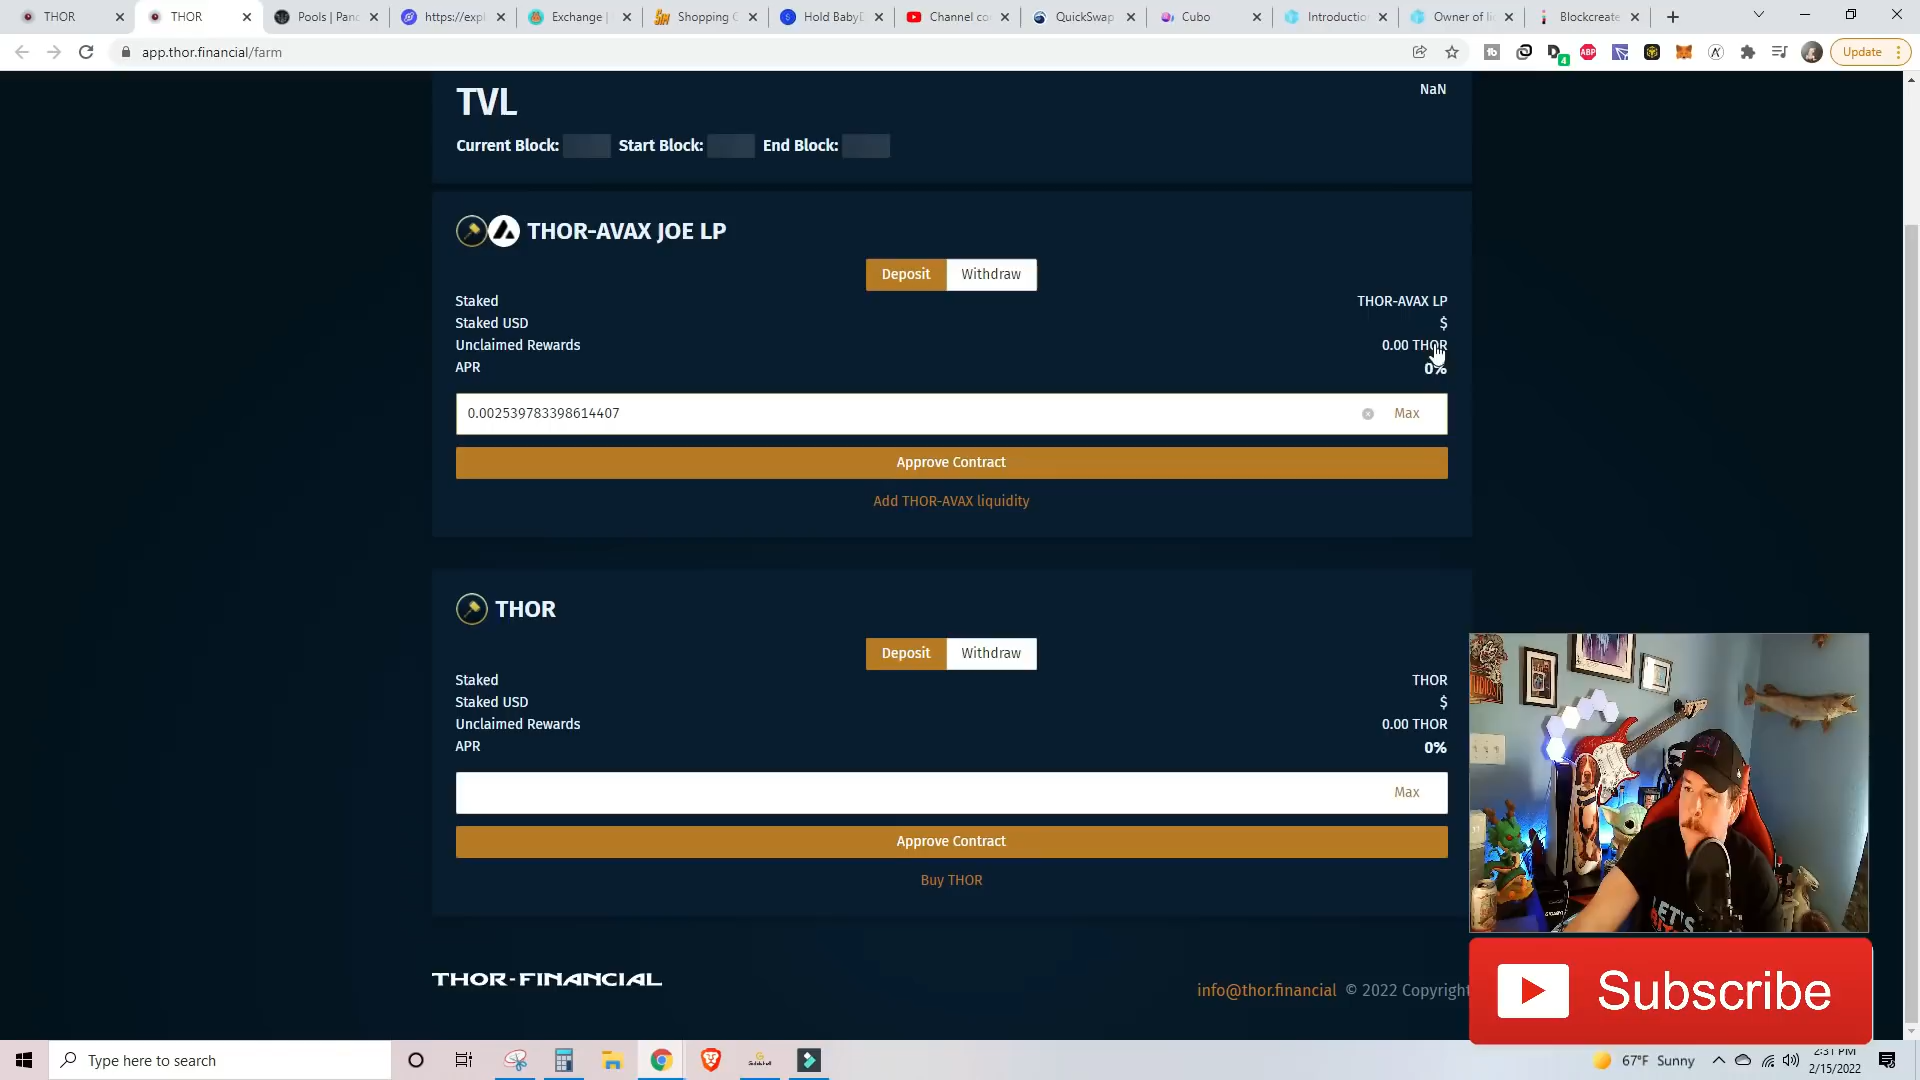 THOR
THOR
Pools | Panc
https://expl
Exchange |
Shopping C
Hold BabyD
Channel co
QuickSwap
Cubo
Introductio
Owner of li
Blockcreate
app.thor.financial/farm
Update
TVL
NaN
Current Block:
Start Block:
End Block:
THOR-AVAX JOE LP
Deposit
Withdraw
Staked
THOR-AVAX LP
Staked USD
$
Unclaimed Rewards
0.00 THOR
APR
0%
0.002539783398614407
Max
Approve Contract
Add THOR-AVAX liquidity
THOR
Deposit
Withdraw
Staked
THOR
Staked USD
$
Unclaimed Rewards
0.00 THOR
APR
0%
Max
Approve Contract
Buy THOR
THOR-FINANCIAL
info@thor.financial © 2022 Copyright
Subscribe
Type here to search
67°F Sunny
2:31 PM
2/15/2022